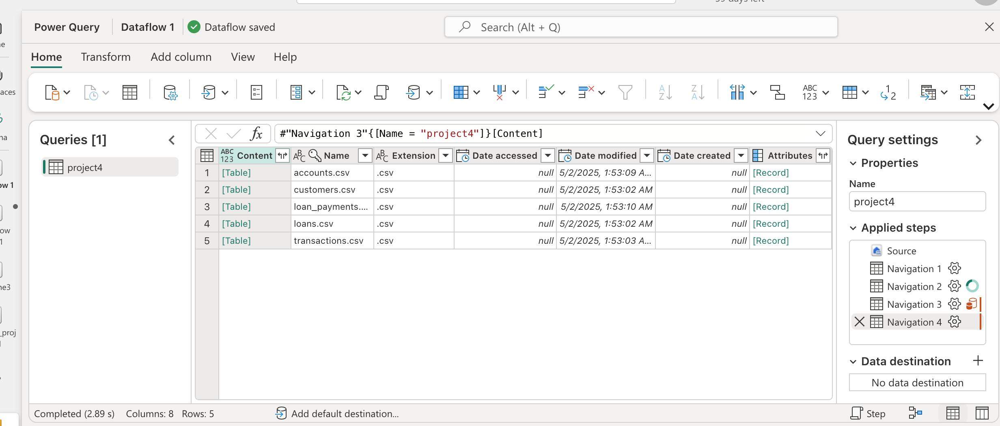 Power Query
Dataflow 1
Dataflow saved
Search (Alt + Q)
Home
Transform
Add column
View
Help
A
Z
Z
A
ABC
123
1
2
Queries [1]
project4
fx
#"Navigation 3"{[Name = "project4"]}[Content]
ABC
123
Content
ABC
Name
ABC
Extension
Date accessed
Date modified
Date created
Attributes
1 [Table] accounts.csv .csv null 5/2/2025, 1:53:09 A... null [Record]
2 [Table] customers.csv .csv null 5/2/2025, 1:53:02 AM null [Record]
3 [Table] loan_payments.... .csv null 5/2/2025, 1:53:10 AM null [Record]
4 [Table] loans.csv .csv null 5/2/2025, 1:53:02 AM null [Record]
5 [Table] transactions.csv .csv null 5/2/2025, 1:53:03 A... null [Record]
Query settings
Properties
Name
project4
Applied steps
Source
Navigation 1
Navigation 2
Navigation 3
Navigation 4
Data destination
No data destination
Completed (2.89 s)
Columns: 8
Rows: 5
Add default destination...
Step